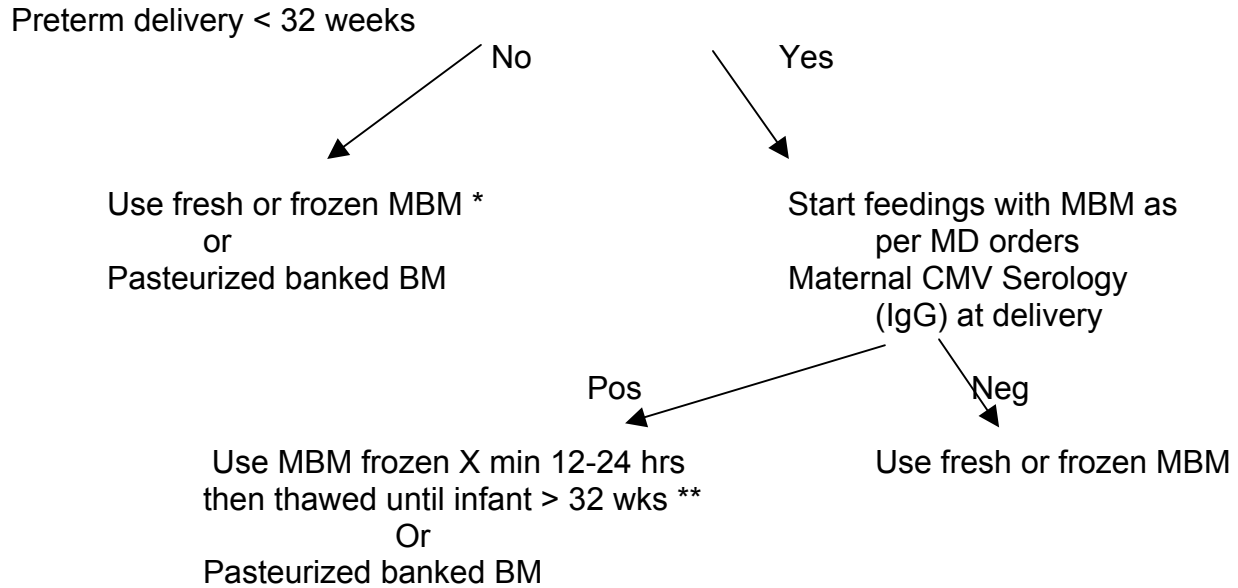 Preterm delivery < 32 weeks
No
Yes
Use fresh or frozen MBM *
or
Pasteurized banked BM
Start feedings with MBM as
per MD orders
Maternal CMV Serology
(IgG) at delivery
Pos
Neg
Use MBM frozen X min 12-24 hrs
then thawed until infant > 32 wks **
Or
Pasteurized banked BM
Use fresh or frozen MBM